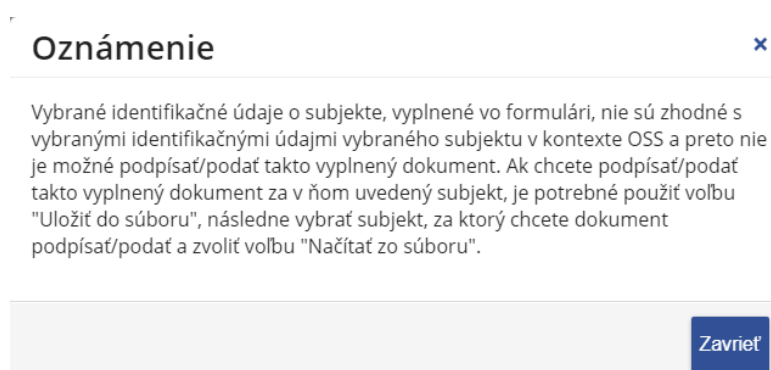 Oznámenie
Vybrané identifikačné údaje o subjekte, vyplnené vo formulári, nie sú zhodné s
vybranými identifikačnými údajmi vybraného subjektu v kontexte OSS a preto nie
je možné podpísať/podať takto vyplnený dokument. Ak chcete podpísať/podať
takto vyplnený dokument za v ňom uvedený subjekt, je potrebné použiť voľbu
"Uložiť do súboru", následne vybrať subjekt, za ktorý chcete dokument
podpísať/podať a zvoliť voľbu "Načítať zo súboru".
Zavrieť